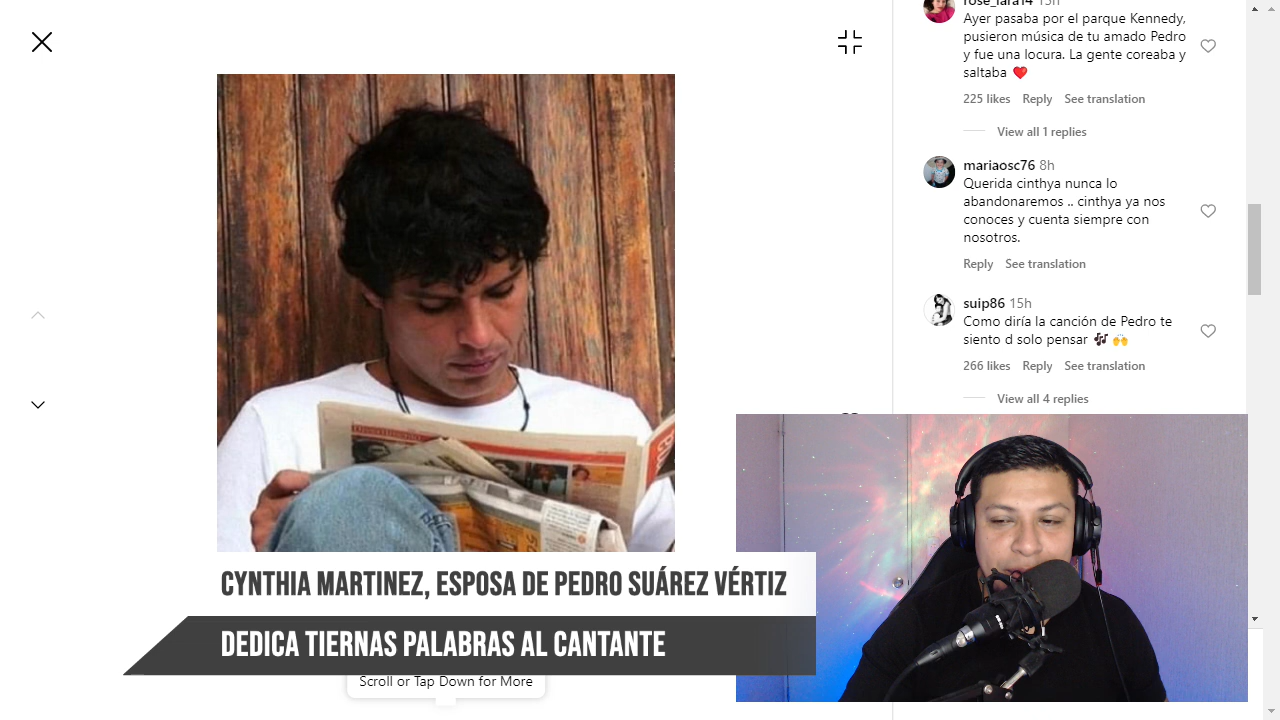 rose_lara14 15h
Ayer pasaba por el parque Kennedy,
pusieron música de tu amado Pedro
y fue una locura. La gente coreaba y
saltaba ❤️
225 likes Reply See translation
View all 1 replies
mariaosc76 8h
Querida cinthya nunca lo
abandonaremos .. cinthya ya nos
conoces y cuenta siempre con
nosotros.
Reply See translation
suip86 15h
Como diría la canción de Pedro te
siento d solo pensar 🎶 🙌
266 likes Reply See translation
View all 4 replies
CYNTHIA MARTINEZ, ESPOSA DE PEDRO SUÁREZ VÉRTIZ
DEDICA TIERNAS PALABRAS AL CANTANTE
Scroll or Tap Down for More